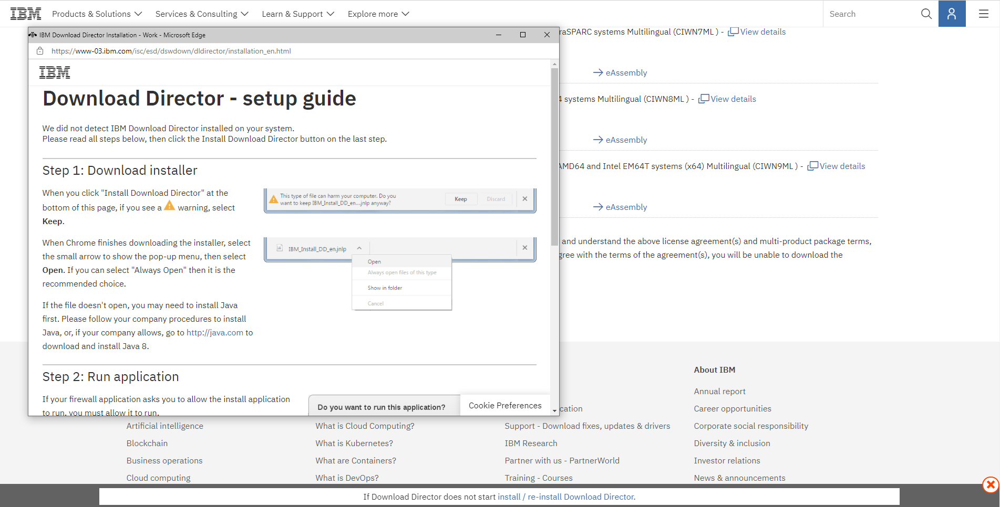 IBM
Products & Solutions
Services & Consulting
Learn & Support
Explore more
Search
IBM Download Director Installation - Work - Microsoft Edge
https://www-03.ibm.com/isc/esd/dswdown/dldirector/installation_en.html
IBM
Download Director - setup guide
We did not detect IBM Download Director installed on your system.
Please read all steps below, then click the Install Download Director button on the last step.
Step 1: Download installer
When you click "Install Download Director" at the
bottom of this page, if you see a warning, select
Keep.
This type of file can harm your computer. Do you
want to keep IBM_Install_DD_en....jnlp anyway?
Keep
Discard
When Chrome finishes downloading the installer, select
the small arrow to show the pop-up menu, then select
Open. If you can select "Always Open" then it is the
recommended choice.
IBM_Install_DD_en.jnlp
Open
Always open files of this type
Show in folder
Cancel
If the file doesn't open, you may need to install Java
first. Please follow your company procedures to install
Java, or, if your company allows, go to http://java.com to
download and install Java 8.
Step 2: Run application
If your firewall application asks you to allow the install application
to run, you must allow it to run.
Do you want to run this application?
Cookie Preferences
raSPARC systems Multilingual (CIWN7ML ) - View details
eAssembly
4 systems Multilingual (CIWN8ML ) - View details
eAssembly
AMD64 and Intel EM64T systems (x64) Multilingual (CIWN9ML ) - View details
eAssembly
and understand the above license agreement(s) and multi-product package terms,
gree with the terms of the agreement(s), you will be unable to download the
Artificial intelligence
Blockchain
Business operations
Cloud computing
What is Cloud Computing?
What is Kubernetes?
What are Containers?
What is DevOps?
cation
Support - Download fixes, updates & drivers
IBM Research
Partner with us - PartnerWorld
Training - Courses
About IBM
Annual report
Career opportunities
Corporate social responsibility
Diversity & inclusion
Investor relations
News & announcements
If Download Director does not start install / re-install Download Director.